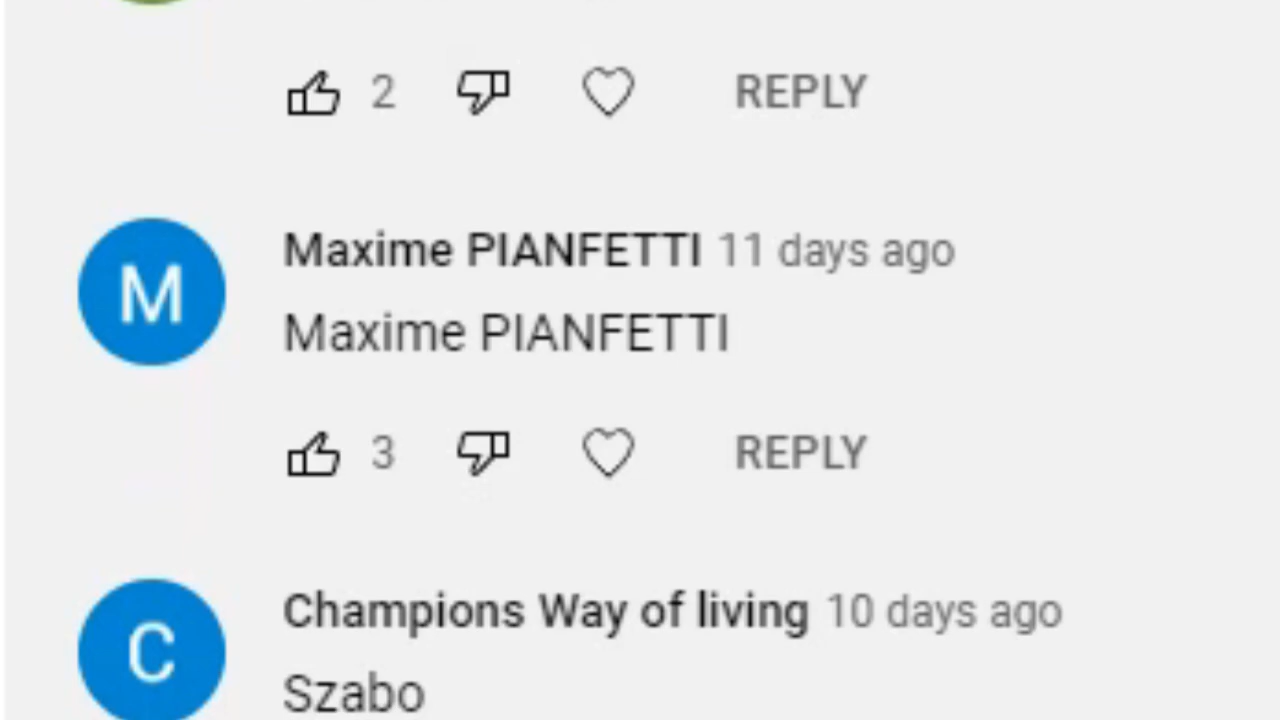 2 REPLY
M
Maxime PIANFETTI 11 days ago
Maxime PIANFETTI
3 REPLY
C
Champions Way of living 10 days ago
Szabo